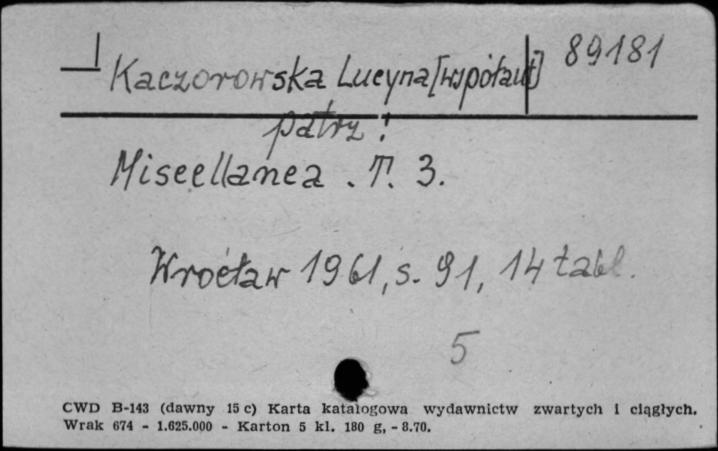 Kaczorowska Lucyna [współaut] 89181
patrz:
Miscellanea . T. 3.
Wrocław 1961, s. 91, 14 tabl.
5
CWD B-143 (dawny 15 c) Karta katalogowa wydawnictw zwartych i ciągłych.
Wrak 674 - 1.625.000 - Karton 5 kl. 180 g, - 8.70.